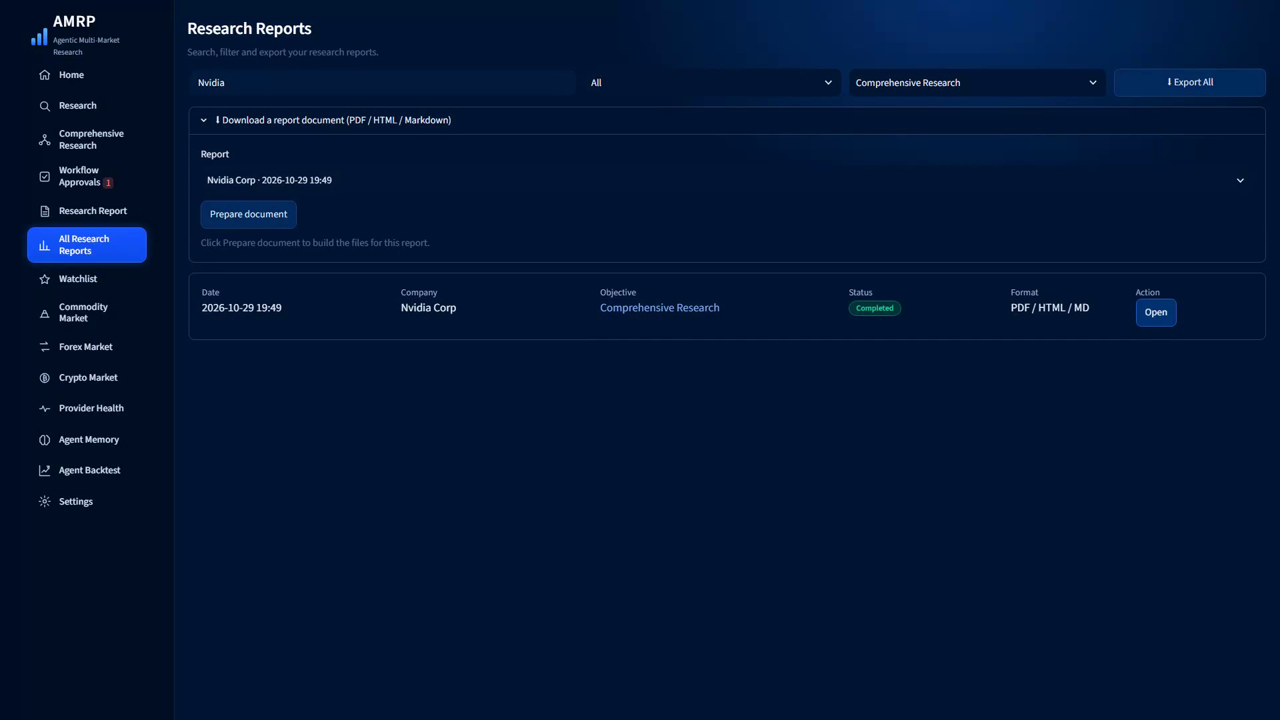 AMRP
Agentic Multi-Market
Research
Home
Research
Comprehensive
Research
Workflow
Approvals 1
Research Report
All Research
Reports
Watchlist
Commodity
Market
Forex Market
Crypto Market
Provider Health
Agent Memory
Agent Backtest
Settings
Research Reports
Search, filter and export your research reports.
Nvidia
All
Comprehensive Research
⬇ Export All
⬇ Download a report document (PDF / HTML / Markdown)
Report
Nvidia Corp · 2026-10-29 19:49
Prepare document
Click Prepare document to build the files for this report.
Date Company Objective Status Format Action
2026-10-29 19:49 Nvidia Corp Comprehensive Research Completed PDF / HTML / MD Open